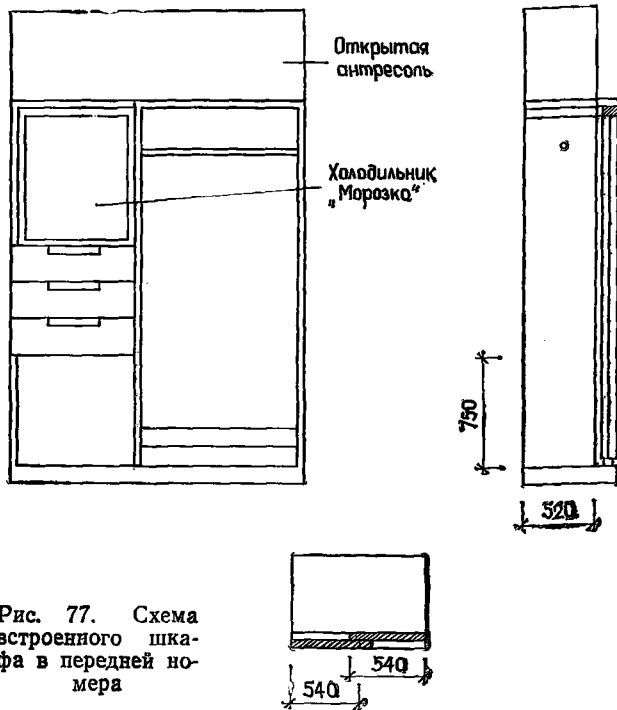 Открытая
антресоль
Холодильник
„Морозко“
750
520
Рис. 77. Схема
встроенного шка-
фа в передней но-
мера
540
540